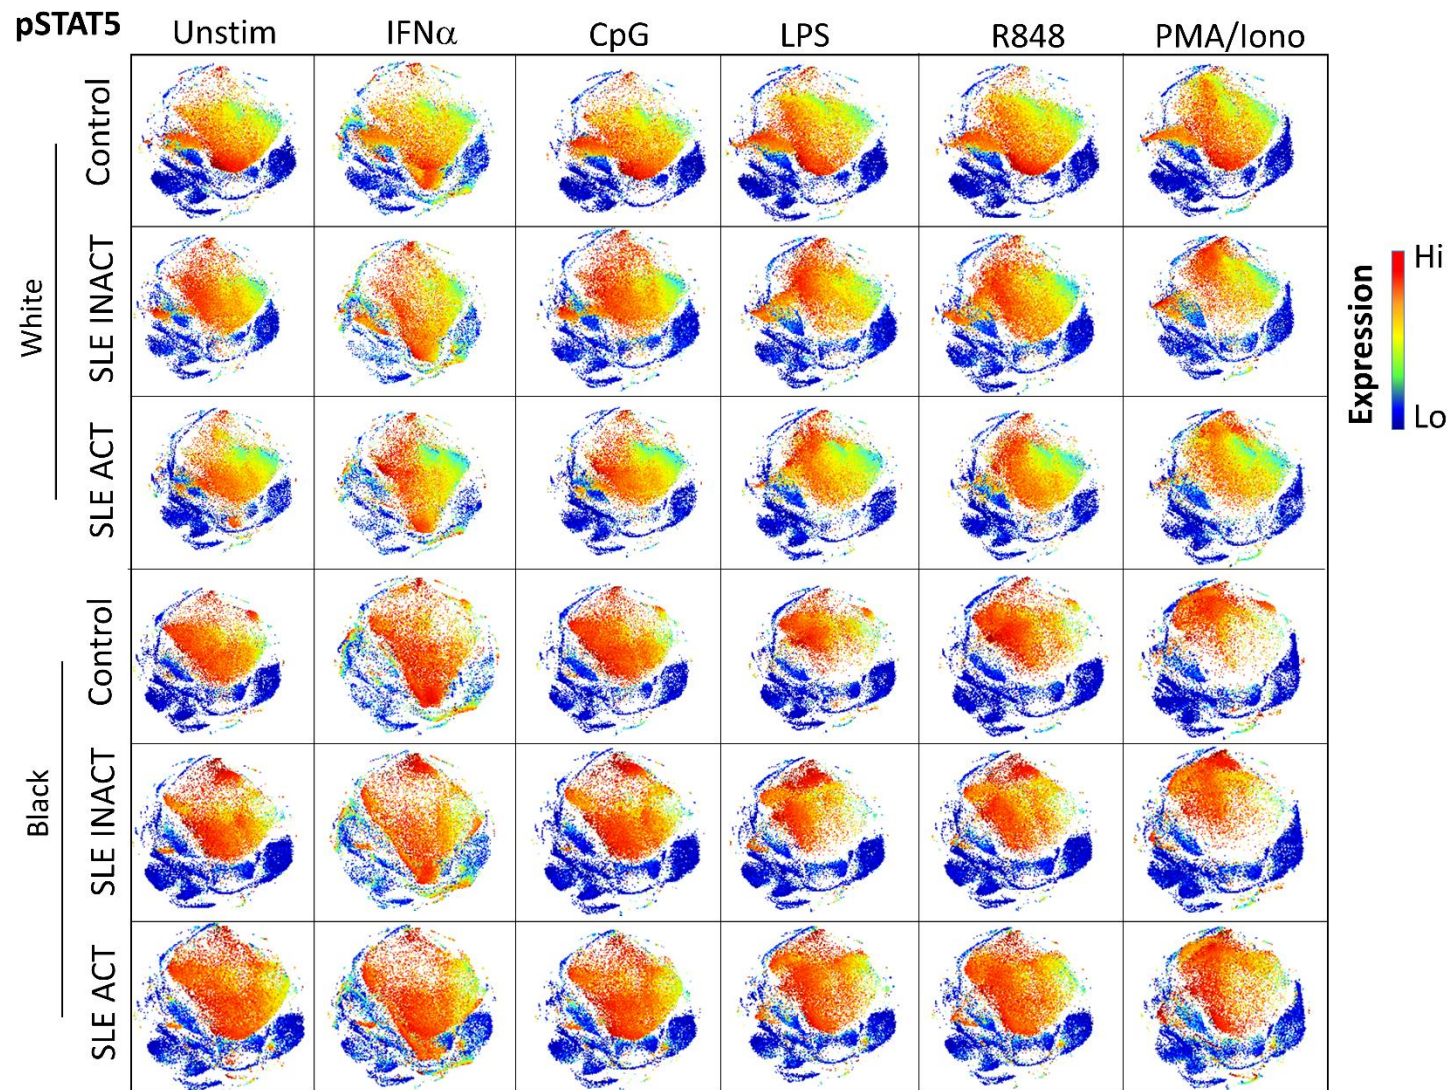 pSTAT5
Unstim
IFNα
CpG
LPS
R848
PMA/Iono
White
Control
SLE INACT
SLE ACT
Black
Control
SLE INACT
SLE ACT
Expression
Hi
Lo